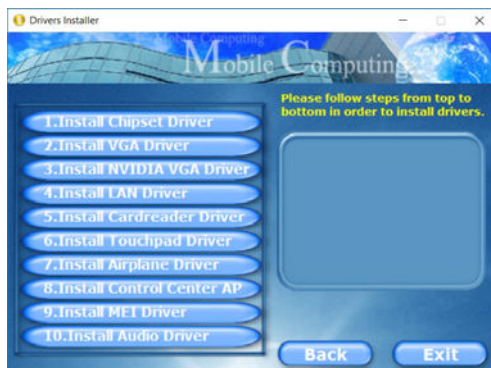 Drivers Installer
Mobile Computing
Mobile Computing
Please follow steps from top to
bottom in order to install drivers.
1.Install Chipset Driver
2.Install VGA Driver
3.Install NVIDIA VGA Driver
4.Install LAN Driver
5.Install Cardreader Driver
6.Install Touchpad Driver
7.Install Airplane Driver
8.Install Control Center AP
9.Install MEI Driver
10.Install Audio Driver
Back
Exit